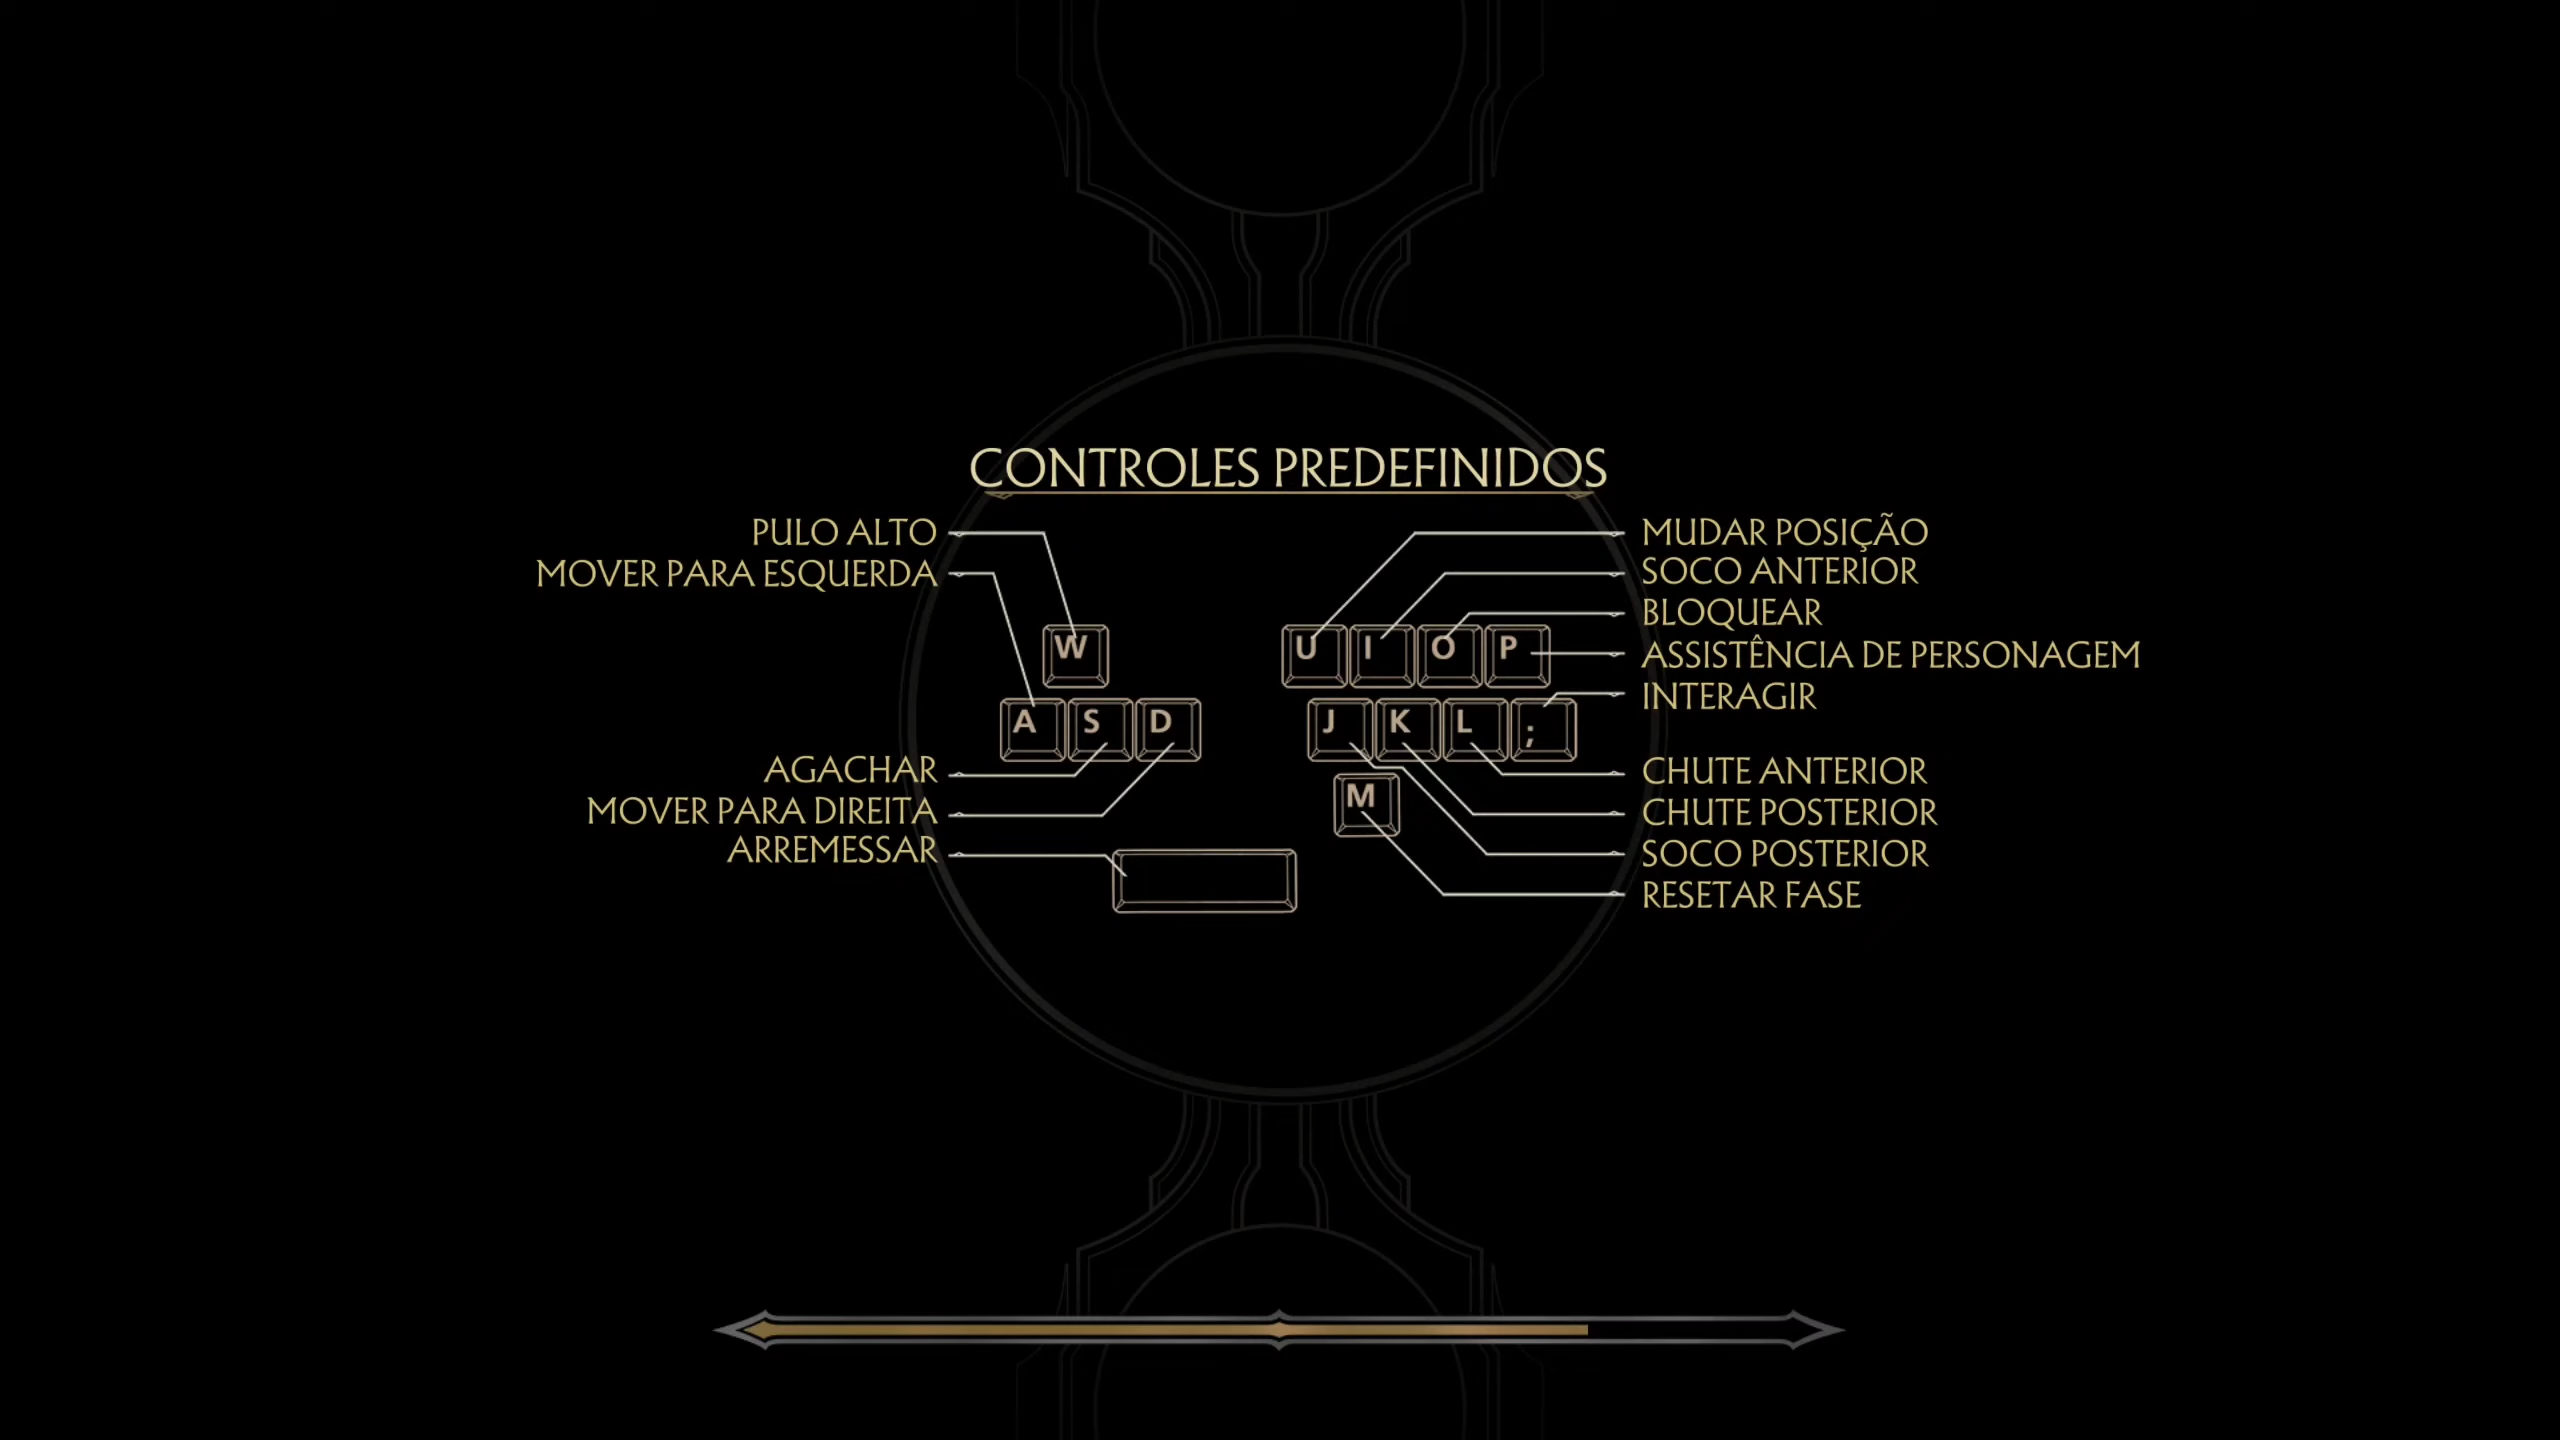 CONTROLES PREDEFINIDOS
PULO ALTO
MOVER PARA ESQUERDA
AGACHAR
MOVER PARA DIREITA
ARREMESSAR
W
A S D
U I O P
J K L ;
M
MUDAR POSIÇÃO
SOCO ANTERIOR
BLOQUEAR
ASSISTÊNCIA DE PERSONAGEM
INTERAGIR
CHUTE ANTERIOR
CHUTE POSTERIOR
SOCO POSTERIOR
RESETAR FASE